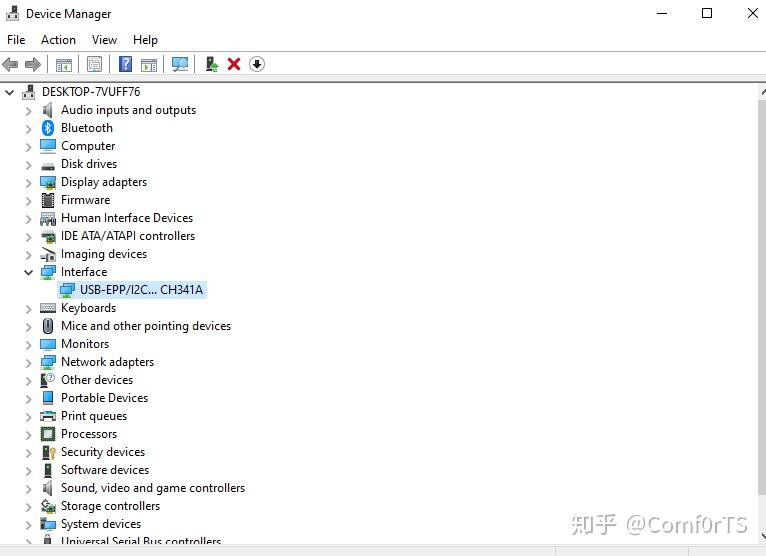 Device Manager
File Action View Help
DESKTOP-7VUFF76
Audio inputs and outputs
Bluetooth
Computer
Disk drives
Display adapters
Firmware
Human Interface Devices
IDE ATA/ATAPI controllers
Imaging devices
Interface
USB-EPP/I2C... CH341A
Keyboards
Mice and other pointing devices
Monitors
Network adapters
Other devices
Portable Devices
Print queues
Processors
Security devices
Software devices
Sound, video and game controllers
Storage controllers
System devices
Universal Serial Bus controllers
知乎 @Comf0rTS